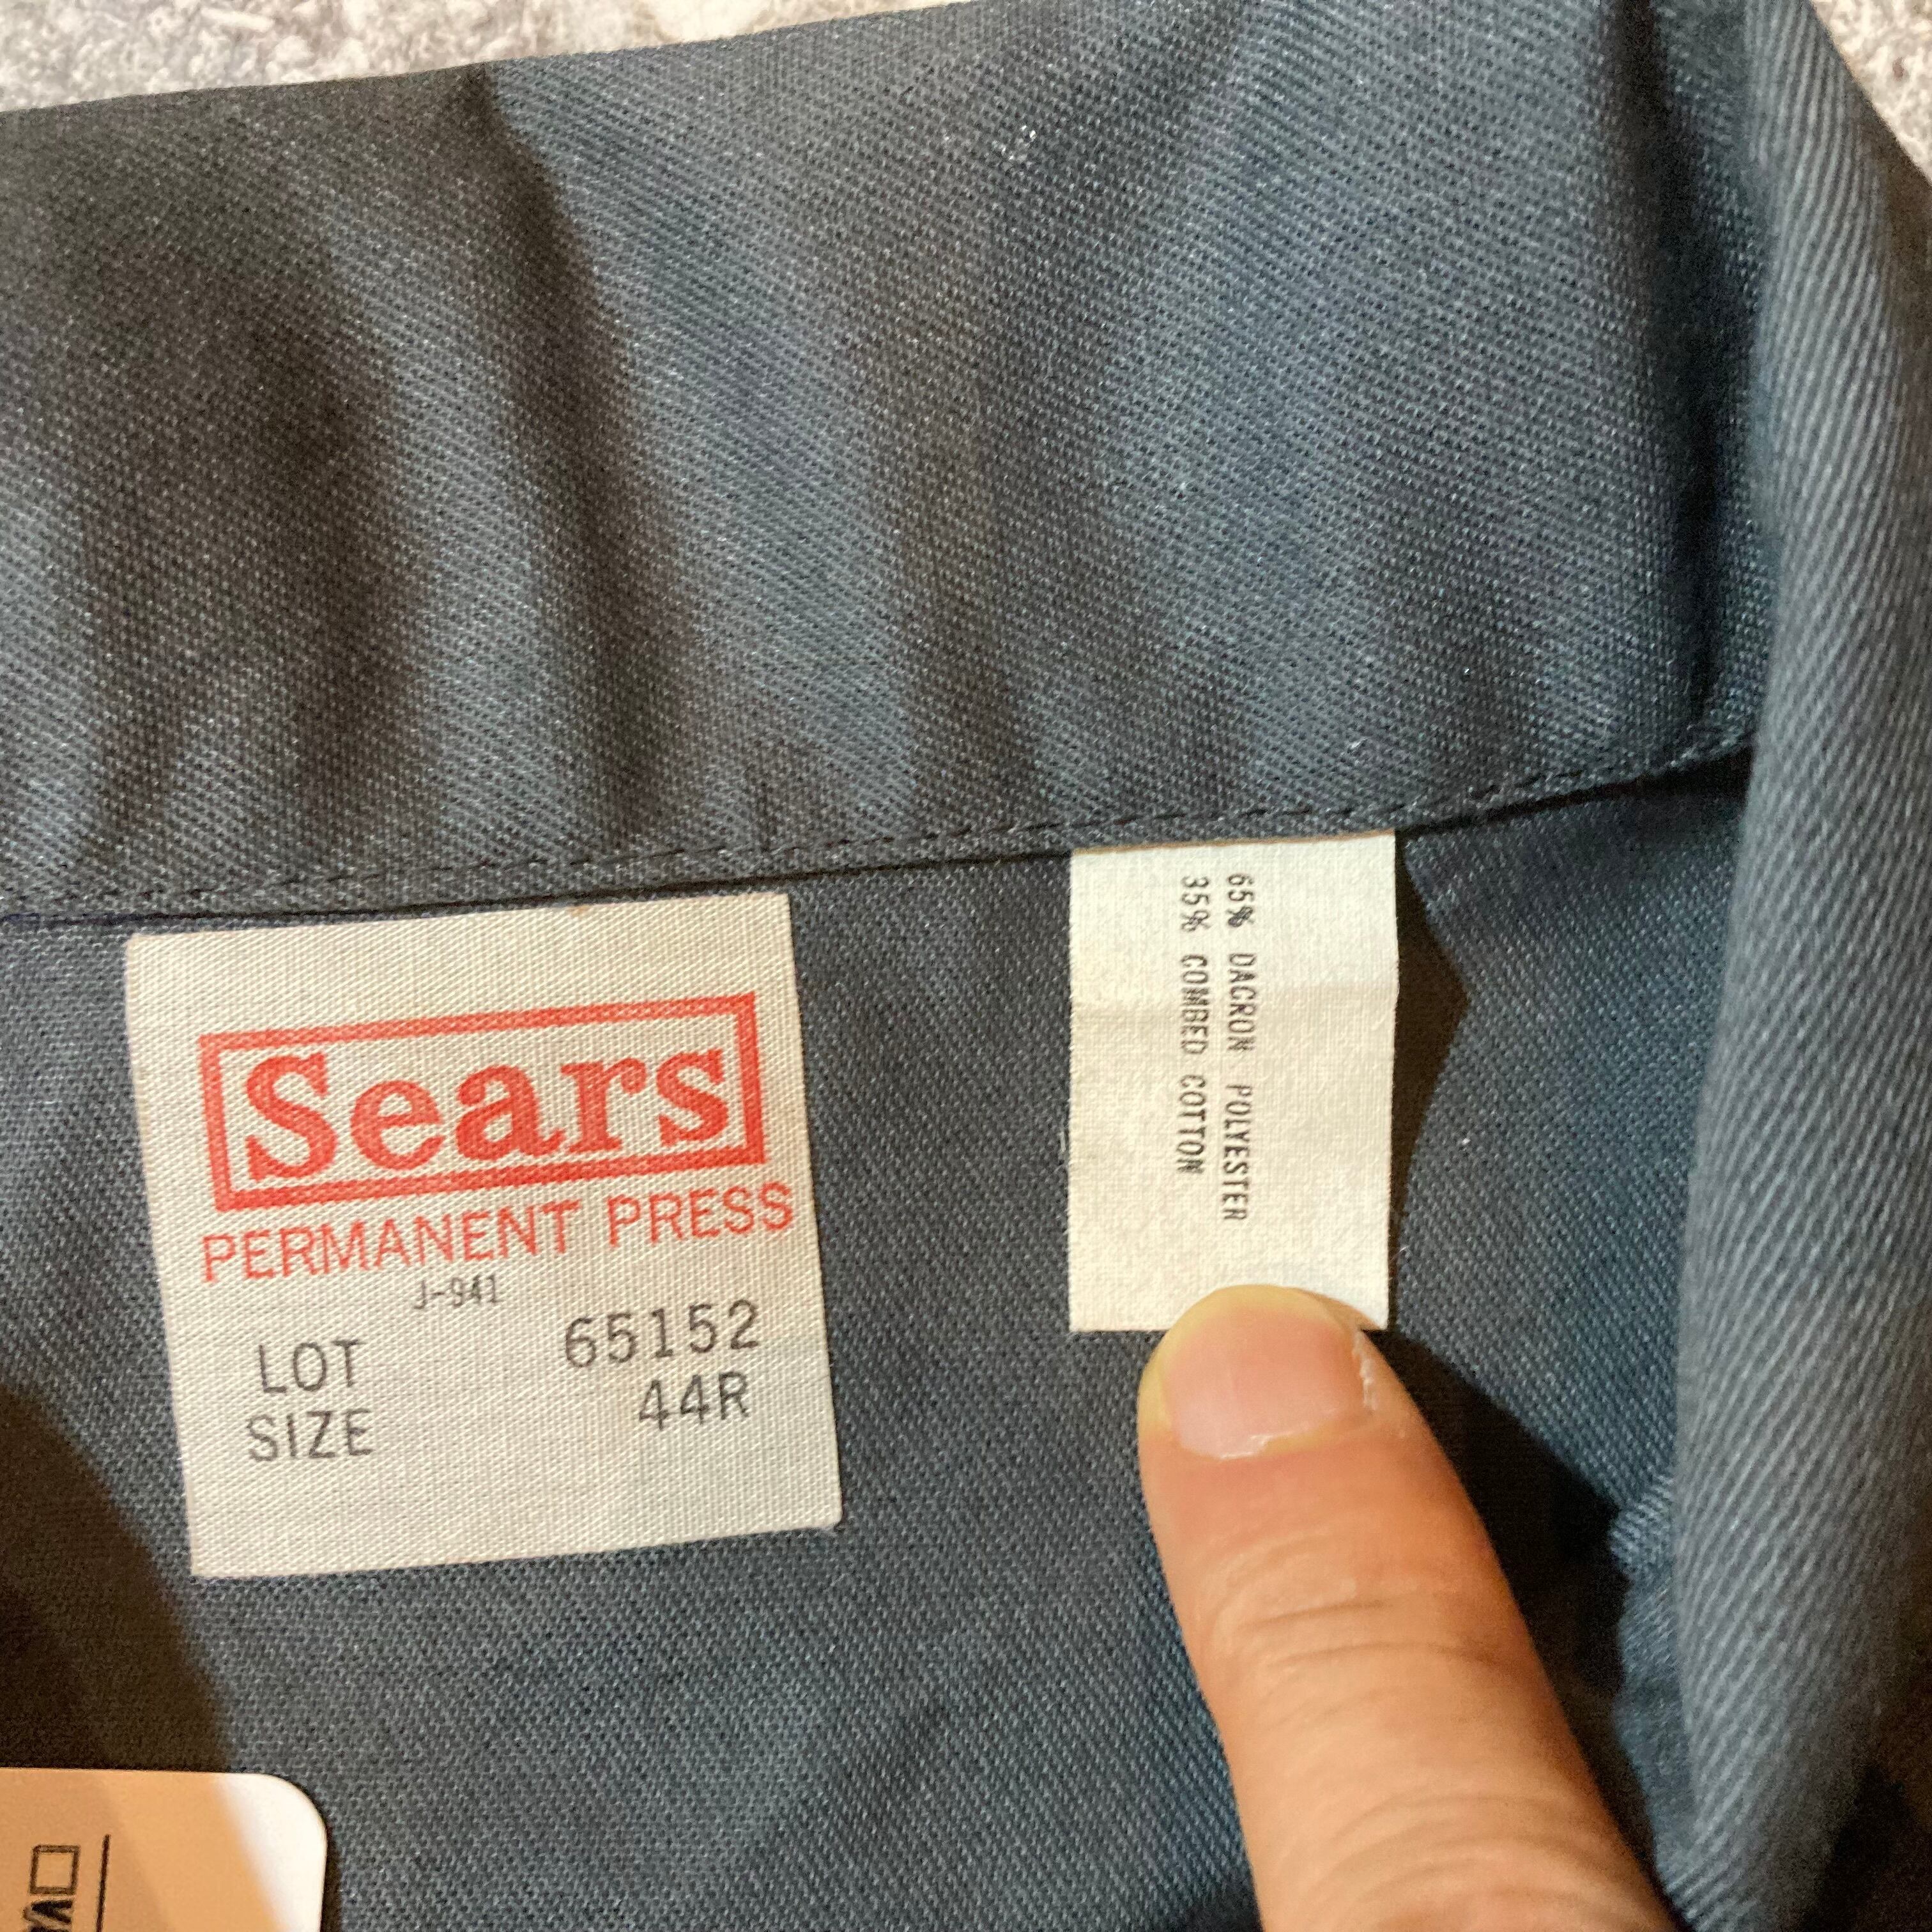 Sears
PERMANENT PRESS
J-941
LOT 65152
SIZE 44R
65% DACRON POLYESTER
35% COMBED COTTON